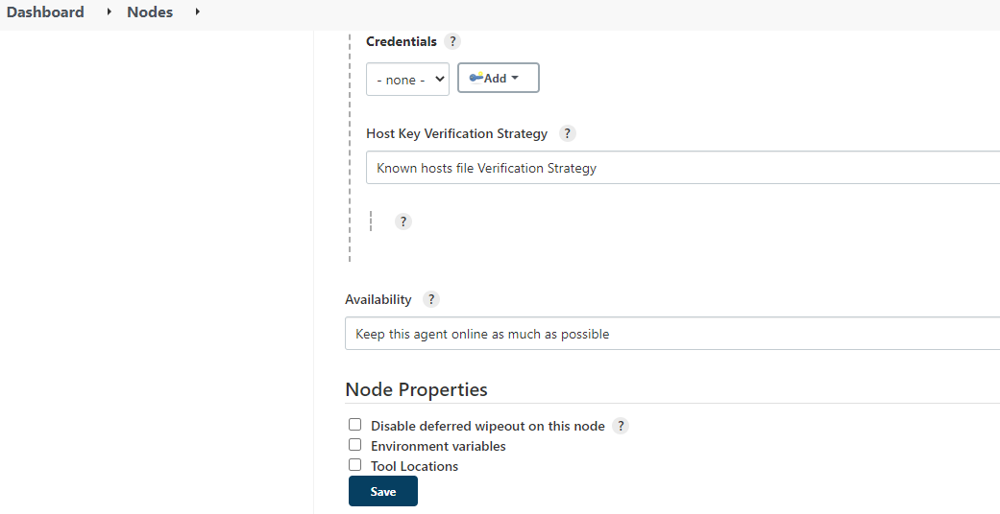 Dashboard ▸ Nodes ▸
Credentials ?
- none - Add
Host Key Verification Strategy ?
Known hosts file Verification Strategy
?
Availability ?
Keep this agent online as much as possible
Node Properties
Disable deferred wipeout on this node ?
Environment variables
Tool Locations
Save